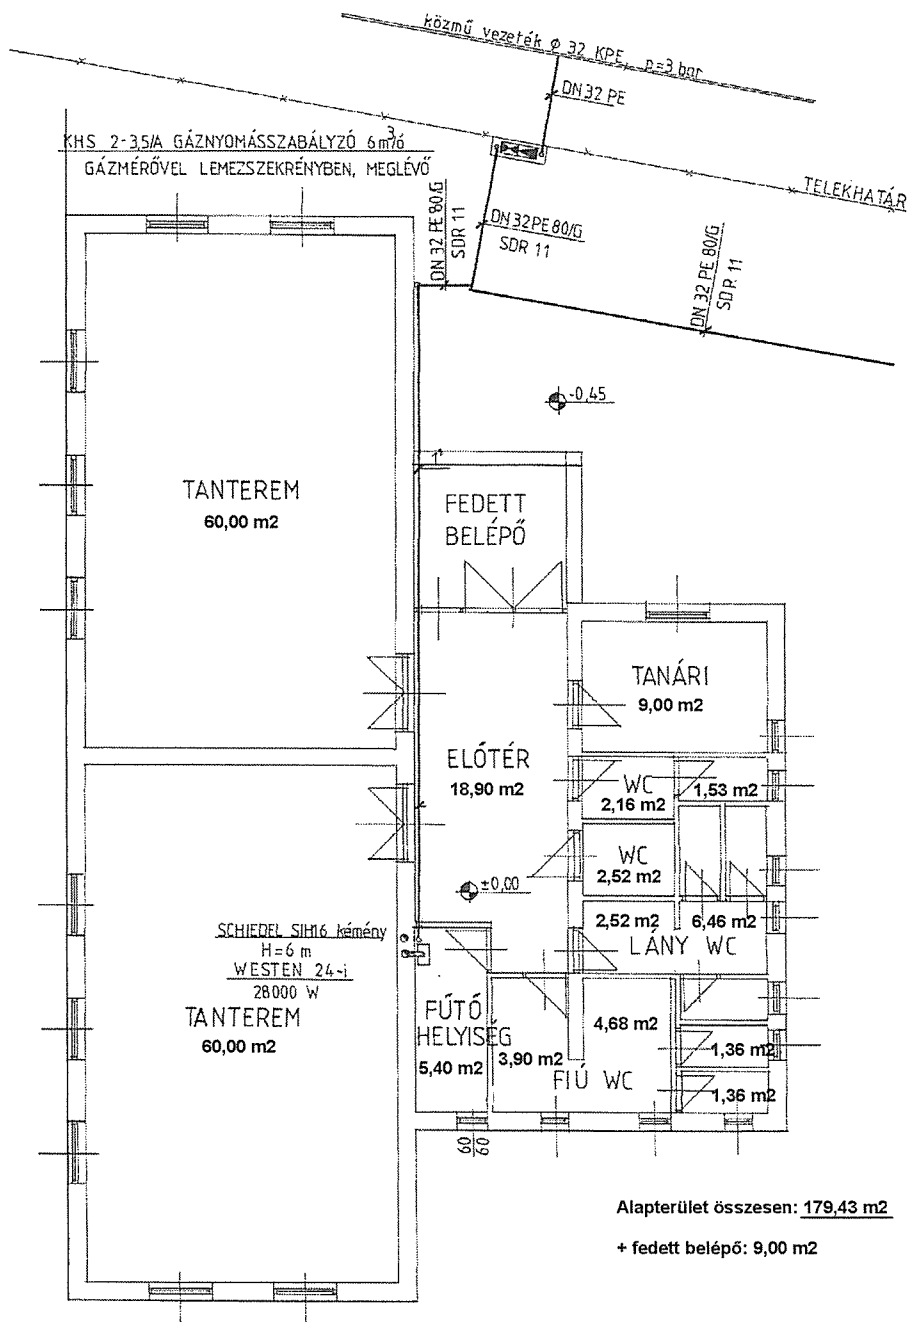 közmű vezeték ø 32 KPE p=3 bar
DN 32 PE
KHS 2-3,5/A GÁZNYOMÁSSZABÁLYZÓ 6 m3/ó
GÁZMÉRŐVEL LEMEZSZEKRÉNYBEN, MEGLÉVŐ
TELEKHATÁR
DN 32 PE 80/G
SDR 11
DN 32 PE 80/G
SDR 11
DN 32 PE 80/G
SDR 11
-0,45
1"
TANTEREM
60,00 m2
FEDETT
BELÉPŐ
TANÁRI
9,00 m2
ELŐTÉR
18,90 m2
WC
2,16 m2
1,53 m2
WC
2,52 m2
±0,00
2,52 m2
6,46 m2
LÁNY WC
SCHIEDEL SIH16 kémény
H=6 m
WESTEN 24-i
28000 W
TANTEREM
60,00 m2
FŰTŐ
HELYISÉG
5,40 m2
3,90 m2
4,68 m2
FIÚ WC
1,36 m2
1,36 m2
60
60
Alapterület összesen: 179,43 m2
+ fedett belépő: 9,00 m2